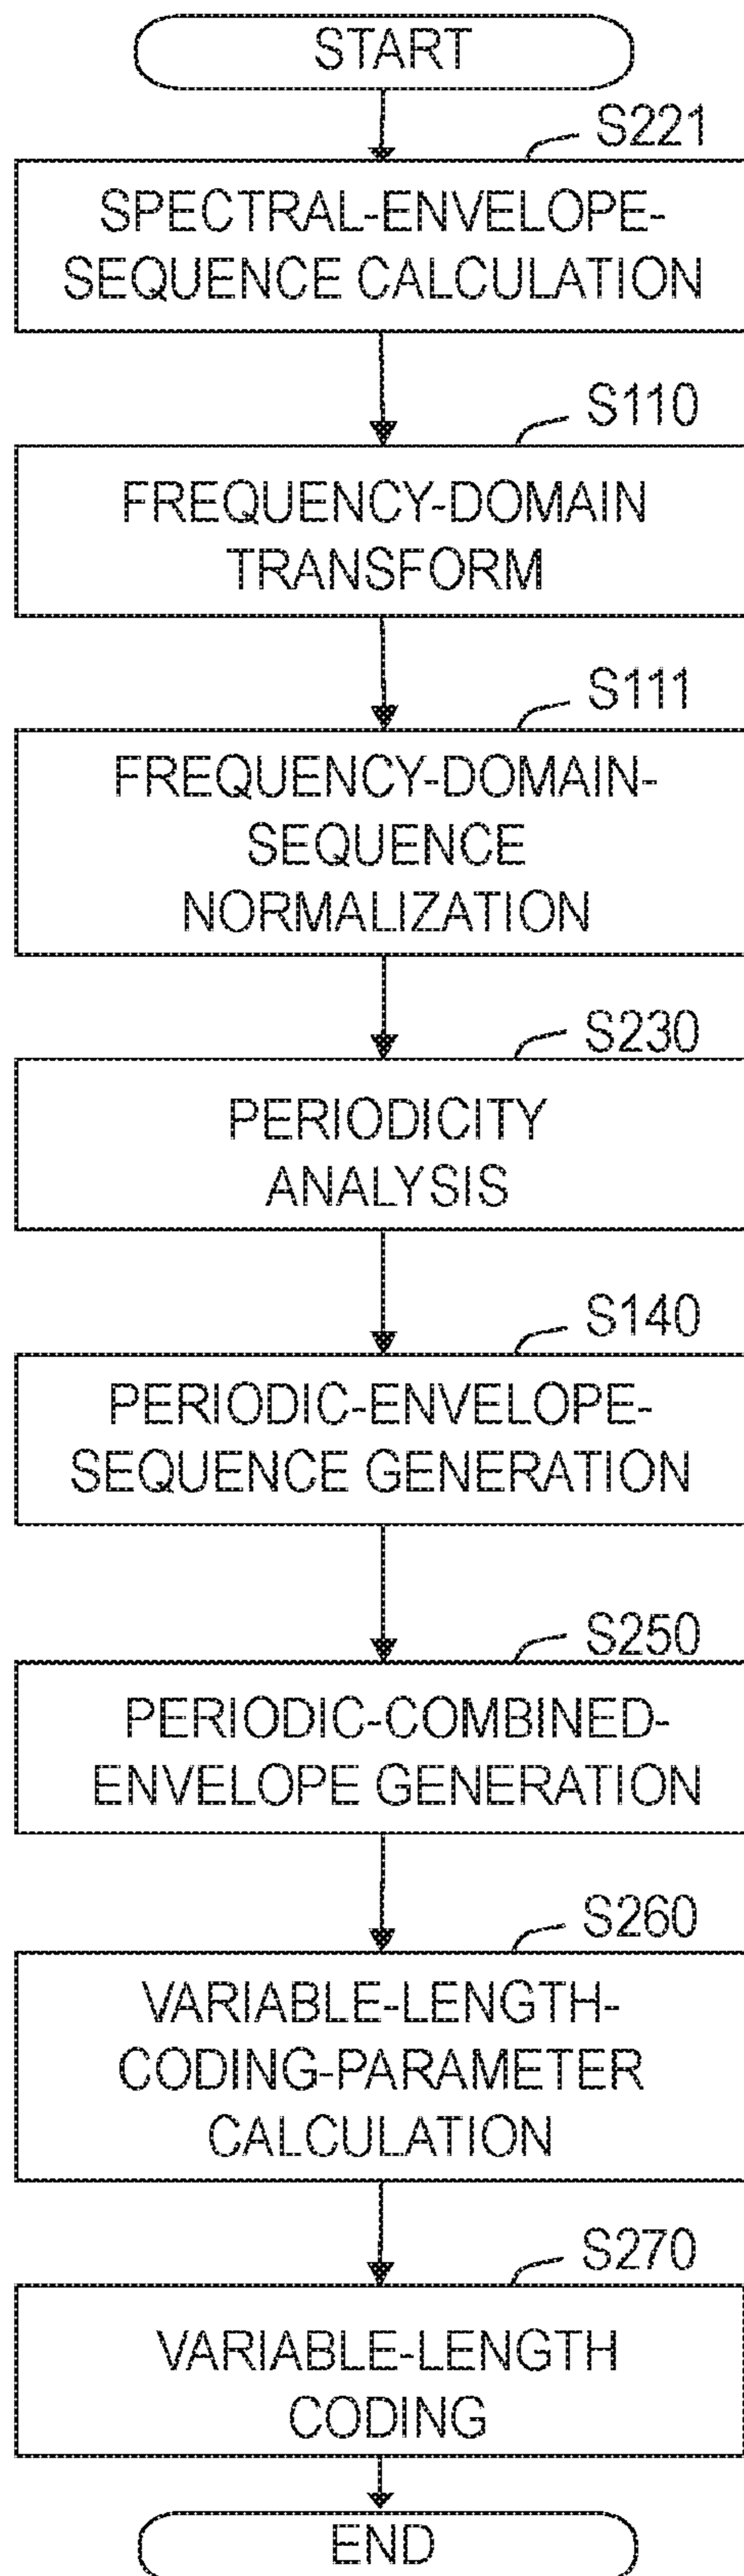 START
S221
SPECTRAL-ENVELOPE-
SEQUENCE CALCULATION
S110
FREQUENCY-DOMAIN
TRANSFORM
S111
FREQUENCY-DOMAIN-
SEQUENCE
NORMALIZATION
S230
PERIODICITY
ANALYSIS
S140
PERIODIC-ENVELOPE-
SEQUENCE GENERATION
S250
PERIODIC-COMBINED-
ENVELOPE GENERATION
S260
VARIABLE-LENGTH-
CODING-PARAMETER
CALCULATION
S270
VARIABLE-LENGTH
CODING
END